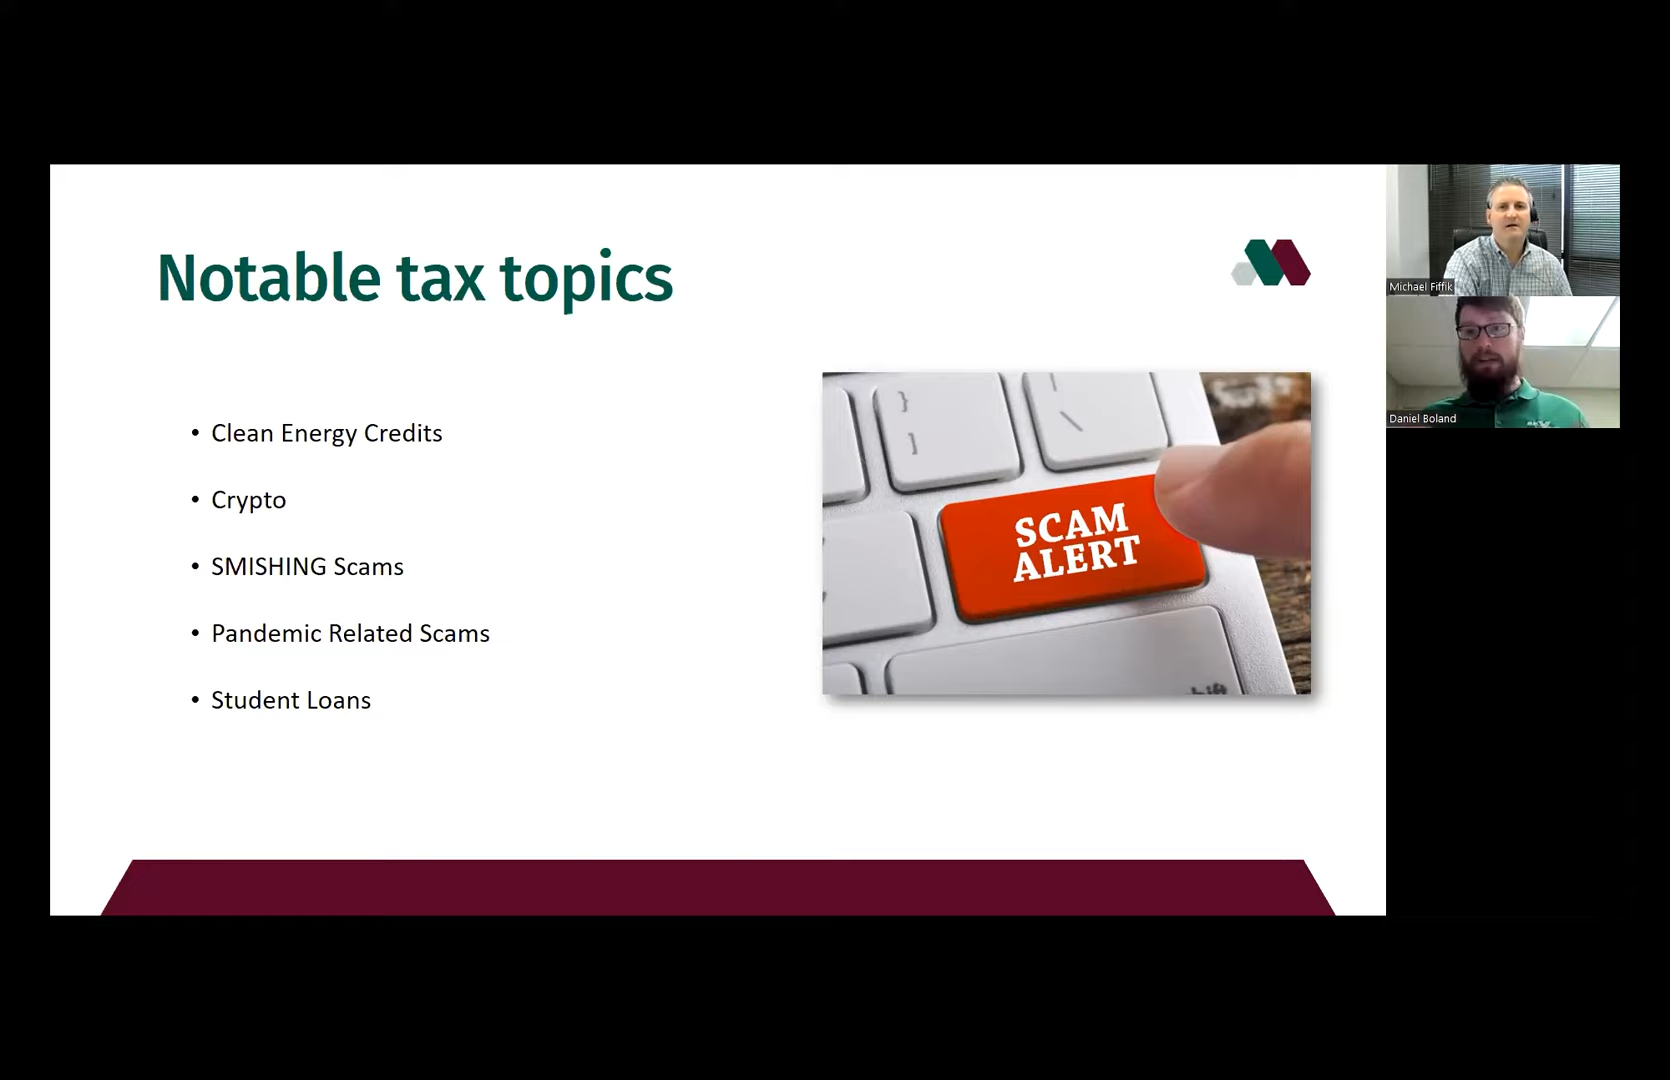 Notable tax topics
• Clean Energy Credits
• Crypto
• SMISHING Scams
• Pandemic Related Scams
• Student Loans
}
]
/
SCAM
ALERT
shift
Michael Fiffik
Daniel Boland